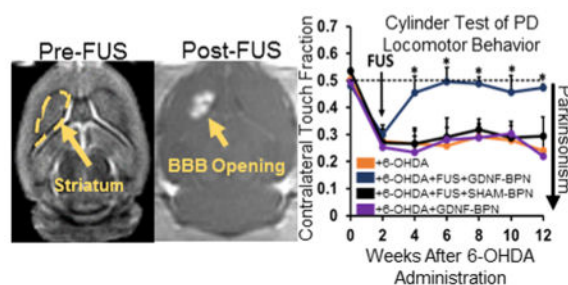 Pre-FUS
Post-FUS
Striatum
BBB Opening
Cylinder Test of PD
Locomotor Behavior
Contralateral Touch Fraction
0.7
0.6
0.5
0.4
0.3
0.2
0.1
0
FUS
* * * * *
+6-OHDA
+6-OHDA+FUS+GDNF-BPN
+6-OHDA+FUS+SHAM-BPN
+6-OHDA+GDNF-BPN
0 2 4 6 8 10 12
Weeks After 6-OHDA
Administration
Parkinsonism